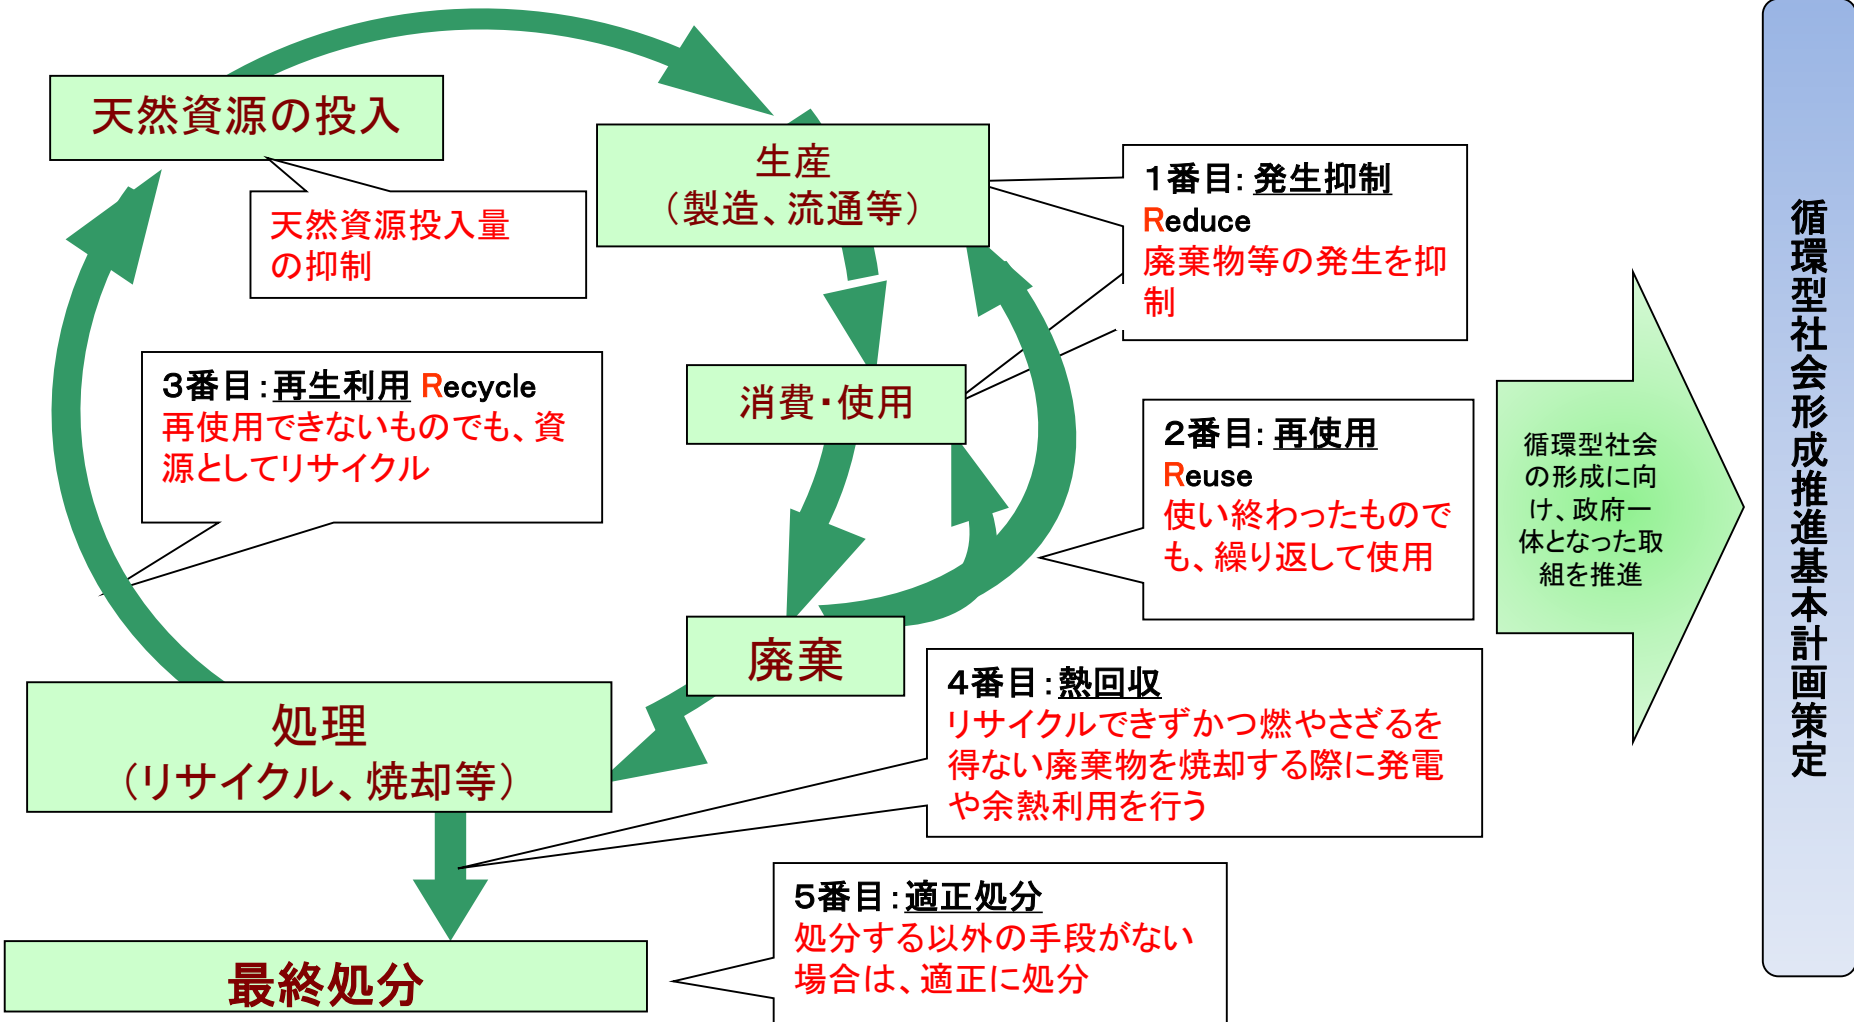 天然資源の投入
天然資源投入量
の抑制
生産
（製造、流通等）
1番目：発生抑制
Reduce
廃棄物等の発生を抑
制
3番目：再生利用 Recycle
再使用できないものでも、資
源としてリサイクル
消費・使用
2番目：再使用
Reuse
使い終わったもので
も、繰り返して使用
廃棄
処理
（リサイクル、焼却等）
4番目：熱回収
リサイクルできずかつ燃やさざるを
得ない廃棄物を焼却する際に発電
や余熱利用を行う
最終処分
5番目：適正処分
処分する以外の手段がない
場合は、適正に処分
循環型社会
の形成に向
け、政府一
体となった取
組を推進
循環型社会形成推進基本計画策定